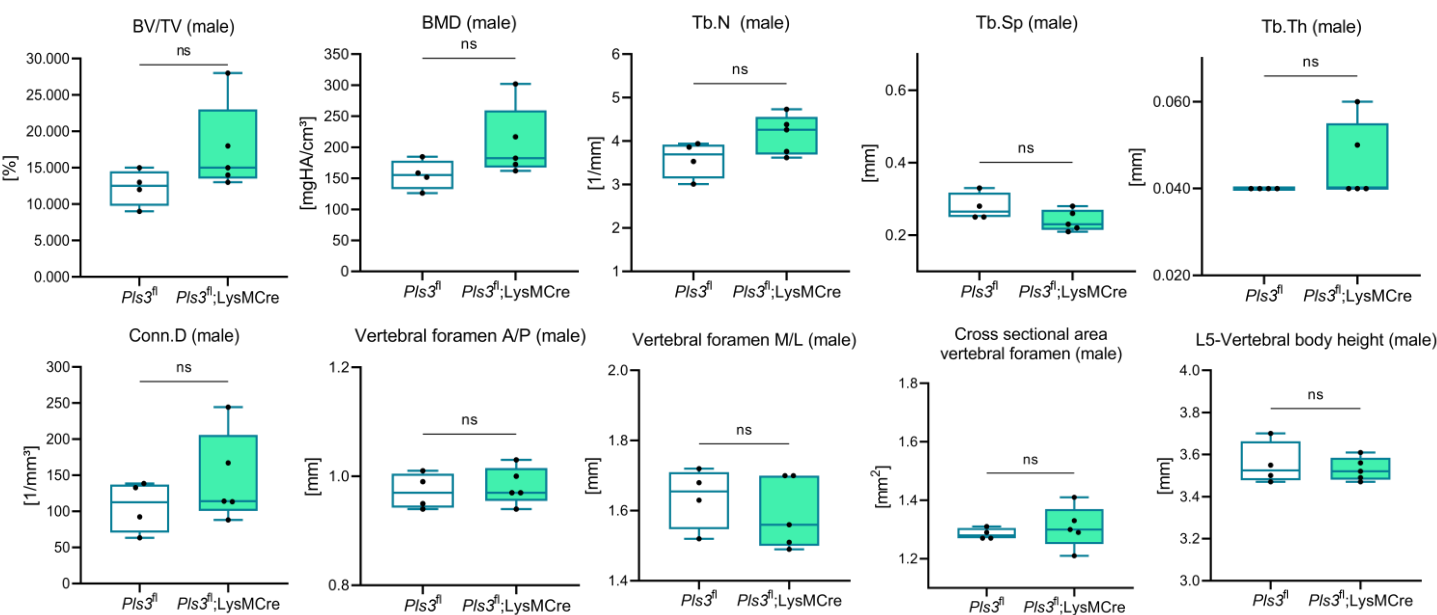 BV/TV (male)
ns
30.000
25.000
20.000
15.000
10.000
5.000
0.000
[%]
Pls3fl
Pls3fl;LysMCre
BMD (male)
ns
350
300
250
200
150
100
50
0
[mgHA/cm³]
Pls3fl
Pls3fl;LysMCre
Tb.N (male)
ns
6
5
4
3
2
1
[1/mm]
Pls3fl
Pls3fl;LysMCre
Tb.Sp (male)
ns
0.6
0.4
0.2
[mm]
Pls3fl
Pls3fl;LysMCre
Tb.Th (male)
ns
0.060
0.040
0.020
[mm]
Pls3fl
Pls3fl;LysMCre
Conn.D (male)
ns
300
250
200
150
100
50
0
[1/mm³]
Pls3fl
Pls3fl;LysMCre
Vertebral foramen A/P (male)
ns
1.2
1.0
0.8
[mm]
Pls3fl
Pls3fl;LysMCre
Vertebral foramen M/L (male)
ns
2.0
1.8
1.6
1.4
[mm]
Pls3fl
Pls3fl;LysMCre
Cross sectional area
vertebral foramen (male)
ns
1.8
1.6
1.4
1.2
[mm²]
Pls3fl
Pls3fl;LysMCre
L5-Vertebral body height (male)
ns
4.0
3.8
3.6
3.4
3.2
3.0
[mm]
Pls3fl
Pls3fl;LysMCre